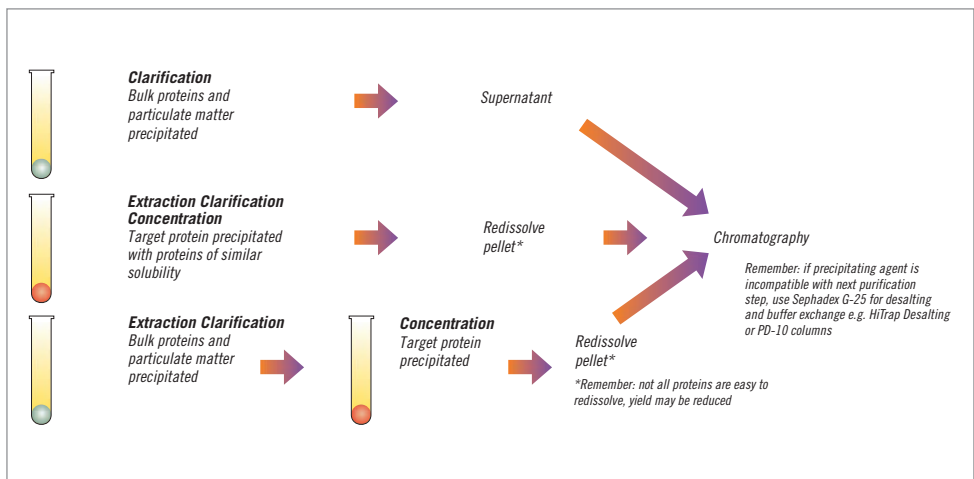 Clarification
Bulk proteins and
particulate matter
precipitated
Supernatant
Extraction Clarification
Concentration
Target protein precipitated
with proteins of similar
solubility
Redissolve
pellet*
Chromatography
Remember: if precipitating agent is
incompatible with next purification
step, use Sephadex G-25 for desalting
and buffer exchange e.g. HiTrap Desalting
or PD-10 columns
Extraction Clarification
Bulk proteins and
particulate matter
precipitated
Concentration
Target protein
precipitated
Redissolve
pellet*
*Remember: not all proteins are easy to
redissolve, yield may be reduced